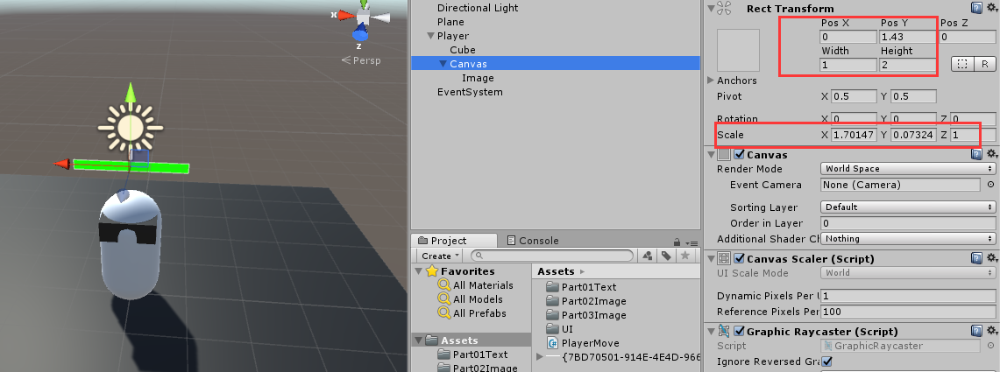 x
z
Persp
Directional Light
Plane
Player
Cube
Canvas
Image
EventSystem
Project
Console
Create
Favorites
All Materials
All Models
All Prefabs
Assets
Part01Text
Part02Image
Assets
Part01Text
Part02Image
Part03Image
UI
PlayerMove
{7BD70501-914E-4E4D-966
Rect Transform
Pos X Pos Y Pos Z
0 1.43 0
Width Height
1 2
R
Anchors
Pivot X 0.5 Y 0.5
Rotation X 0 Y 0 Z 0
Scale X 1.70147 Y 0.07324 Z 1
Canvas
Render Mode World Space
Event Camera None (Camera)
Sorting Layer Default
Order in Layer 0
Additional Shader Ch Nothing
Canvas Scaler (Script)
UI Scale Mode World
Dynamic Pixels Per U 1
Reference Pixels Per 100
Graphic Raycaster (Script)
Script GraphicRaycaster
Ignore Reversed Gra